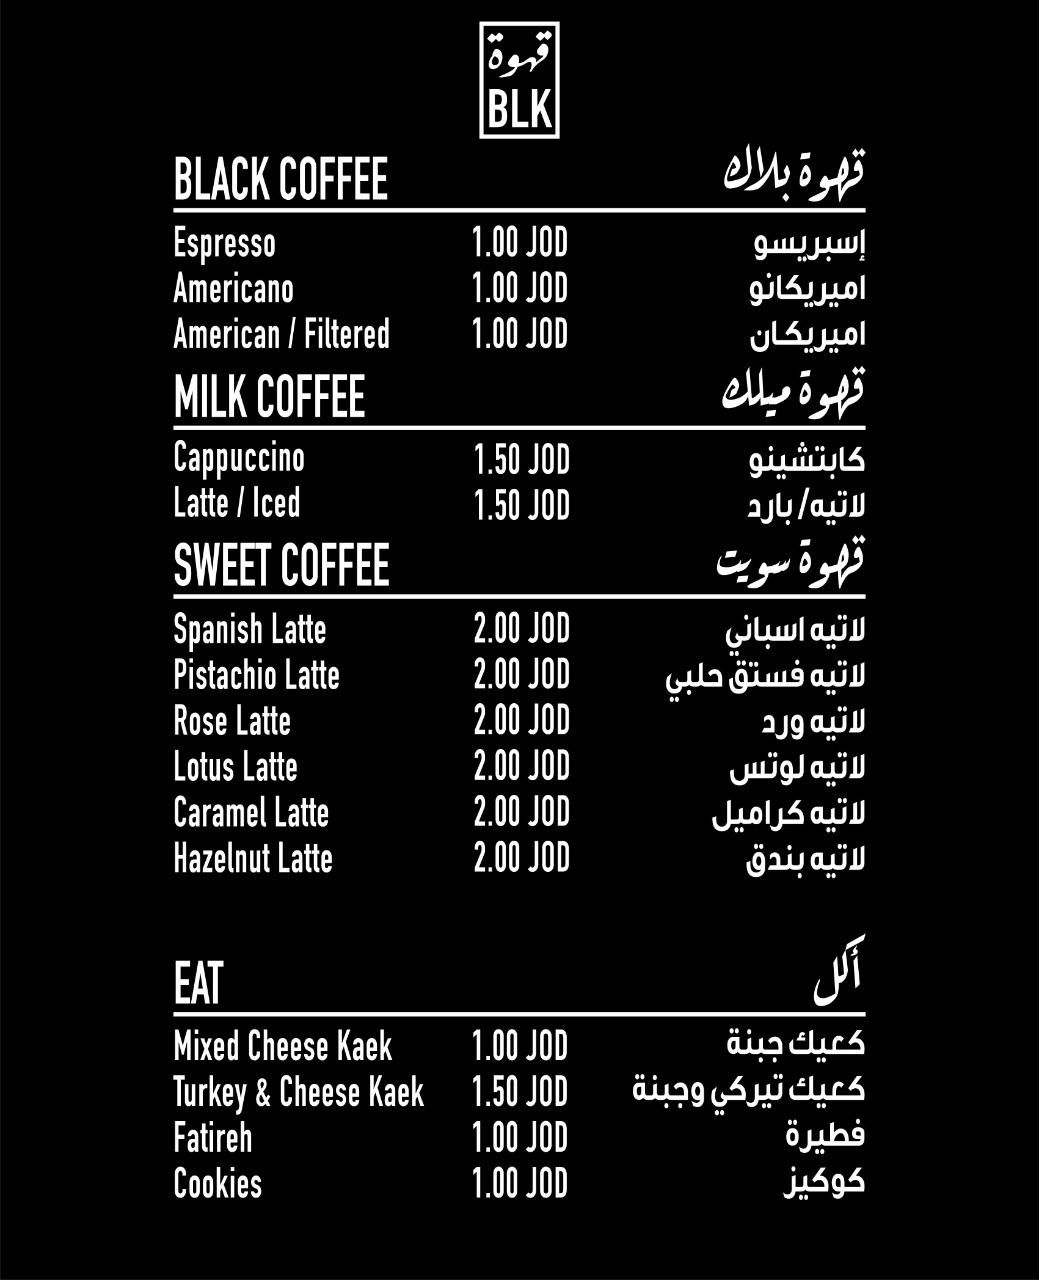 قهوة
BLK
BLACK COFFEE قهوة بلاك
Espresso 1.00 JOD إسبريسو
Americano 1.00 JOD اميريكانو
American / Filtered 1.00 JOD اميريكان
MILK COFFEE قهوة ميلك
Cappuccino 1.50 JOD كابتشينو
Latte / Iced 1.50 JOD لاتيه/ بارد
SWEET COFFEE قهوة سويت
Spanish Latte 2.00 JOD لاتيه اسباني
Pistachio Latte 2.00 JOD لاتيه فستق حلبي
Rose Latte 2.00 JOD لاتيه ورد
Lotus Latte 2.00 JOD لاتيه لوتس
Caramel Latte 2.00 JOD لاتيه كراميل
Hazelnut Latte 2.00 JOD لاتيه بندق
EAT أكل
Mixed Cheese Kaek 1.00 JOD كعيك جبنة
Turkey & Cheese Kaek 1.50 JOD كعيك تيركي وجبنة
Fatireh 1.00 JOD فطيرة
Cookies 1.00 JOD كوكيز